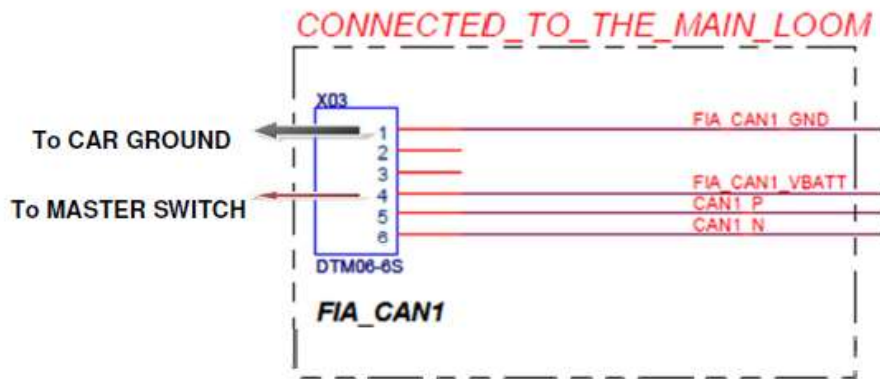 CONNECTED_TO_THE_MAIN_LOOM
X03
To CAR GROUND
1
FIA_CAN1_GND
2
3
To MASTER SWITCH
4
FIA_CAN1_VBATT
5
CAN1_P
6
CAN1_N
DTM06-6S
FIA_CAN1